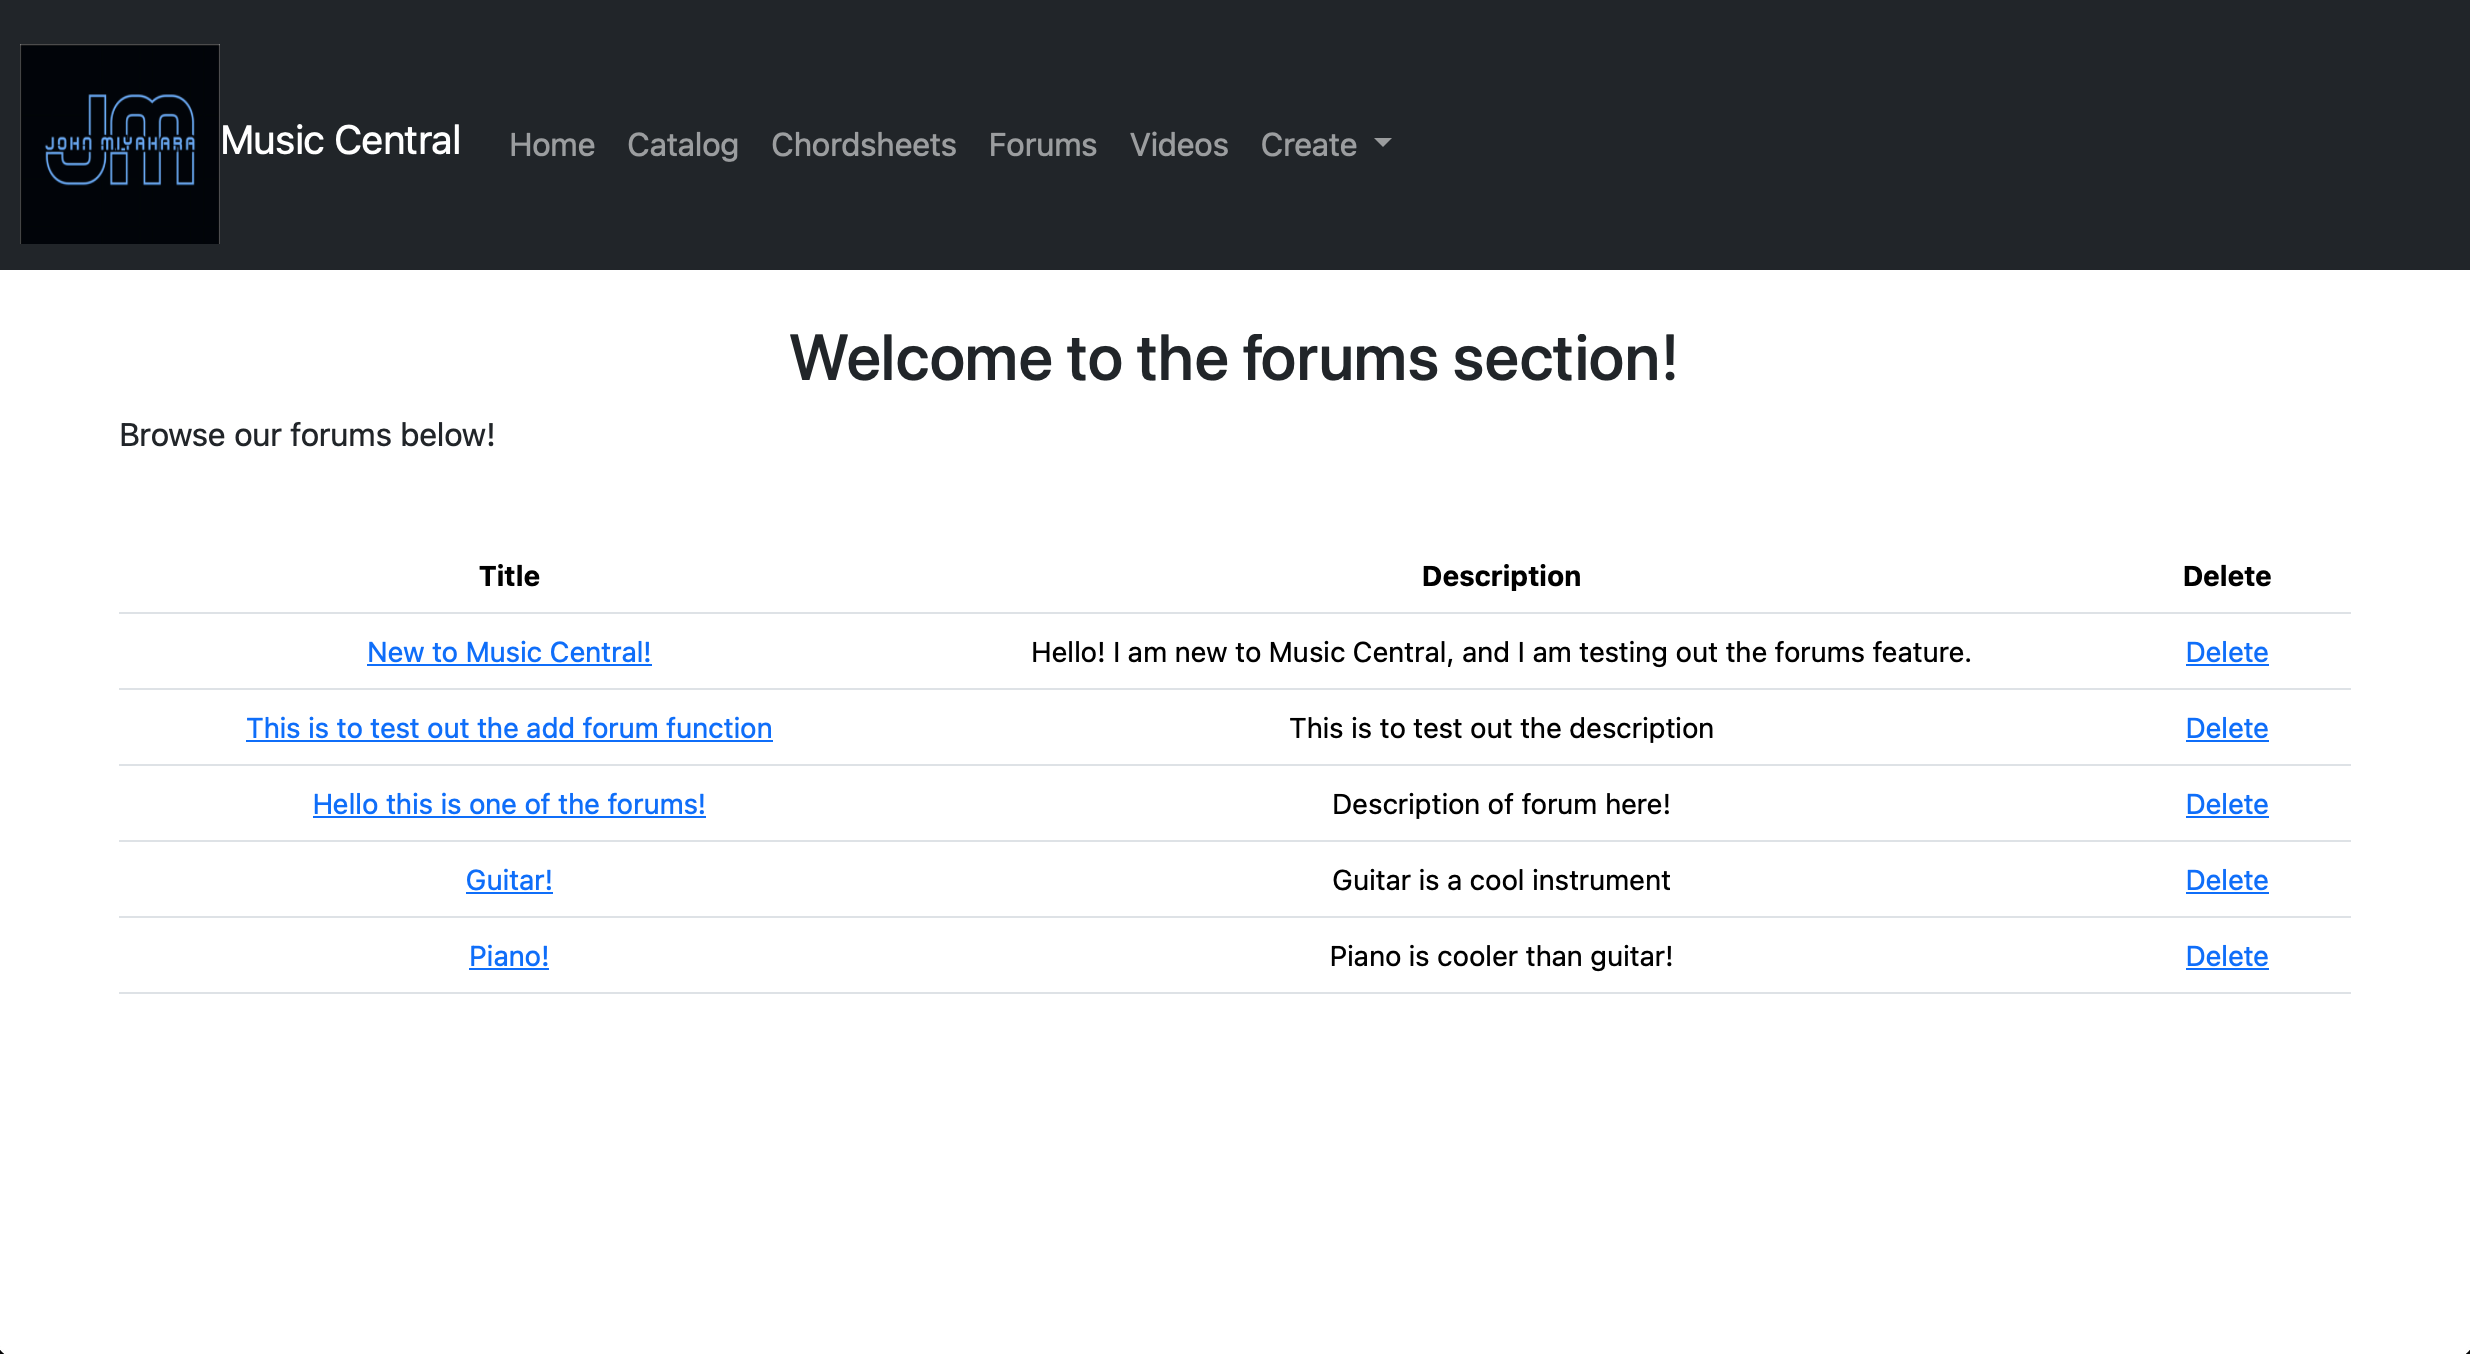 JM
JOHN MIYAHARA
Music Central Home Catalog Chordsheets Forums Videos Create
Welcome to the forums section!
Browse our forums below!
Title Description Delete
New to Music Central! Hello! I am new to Music Central, and I am testing out the forums feature. Delete
This is to test out the add forum function This is to test out the description Delete
Hello this is one of the forums! Description of forum here! Delete
Guitar! Guitar is a cool instrument Delete
Piano! Piano is cooler than guitar! Delete